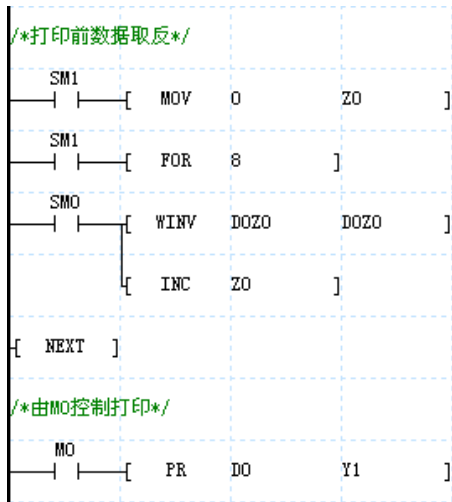 /*打印前数据取反*/
SM1
[ MOV 0 Z0 ]
SM1
[ FOR 8 ]
SM0
[ WINV D0Z0 D0Z0 ]
[ INC Z0 ]
[ NEXT ]
/*由M0控制打印*/
M0
[ PR D0 Y1 ]